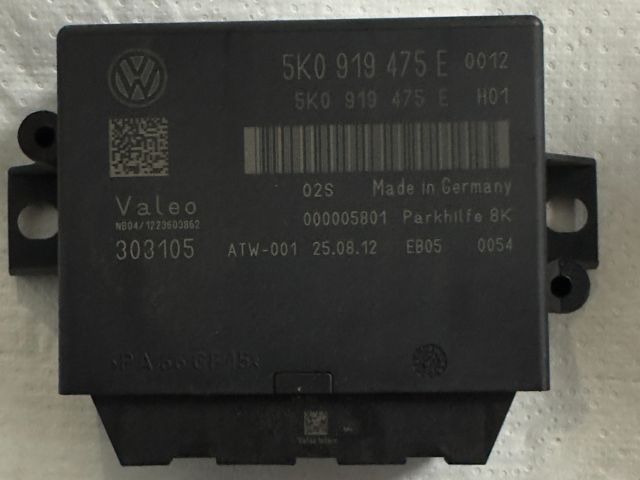 5K0 919 475 E 0012
5K0 919 475 E H01
02S Made in Germany
Valeo
000005801 Parkhilfe 8K
NB04/1223603862
303105 ATW-001 25.08.12 EB05 0054